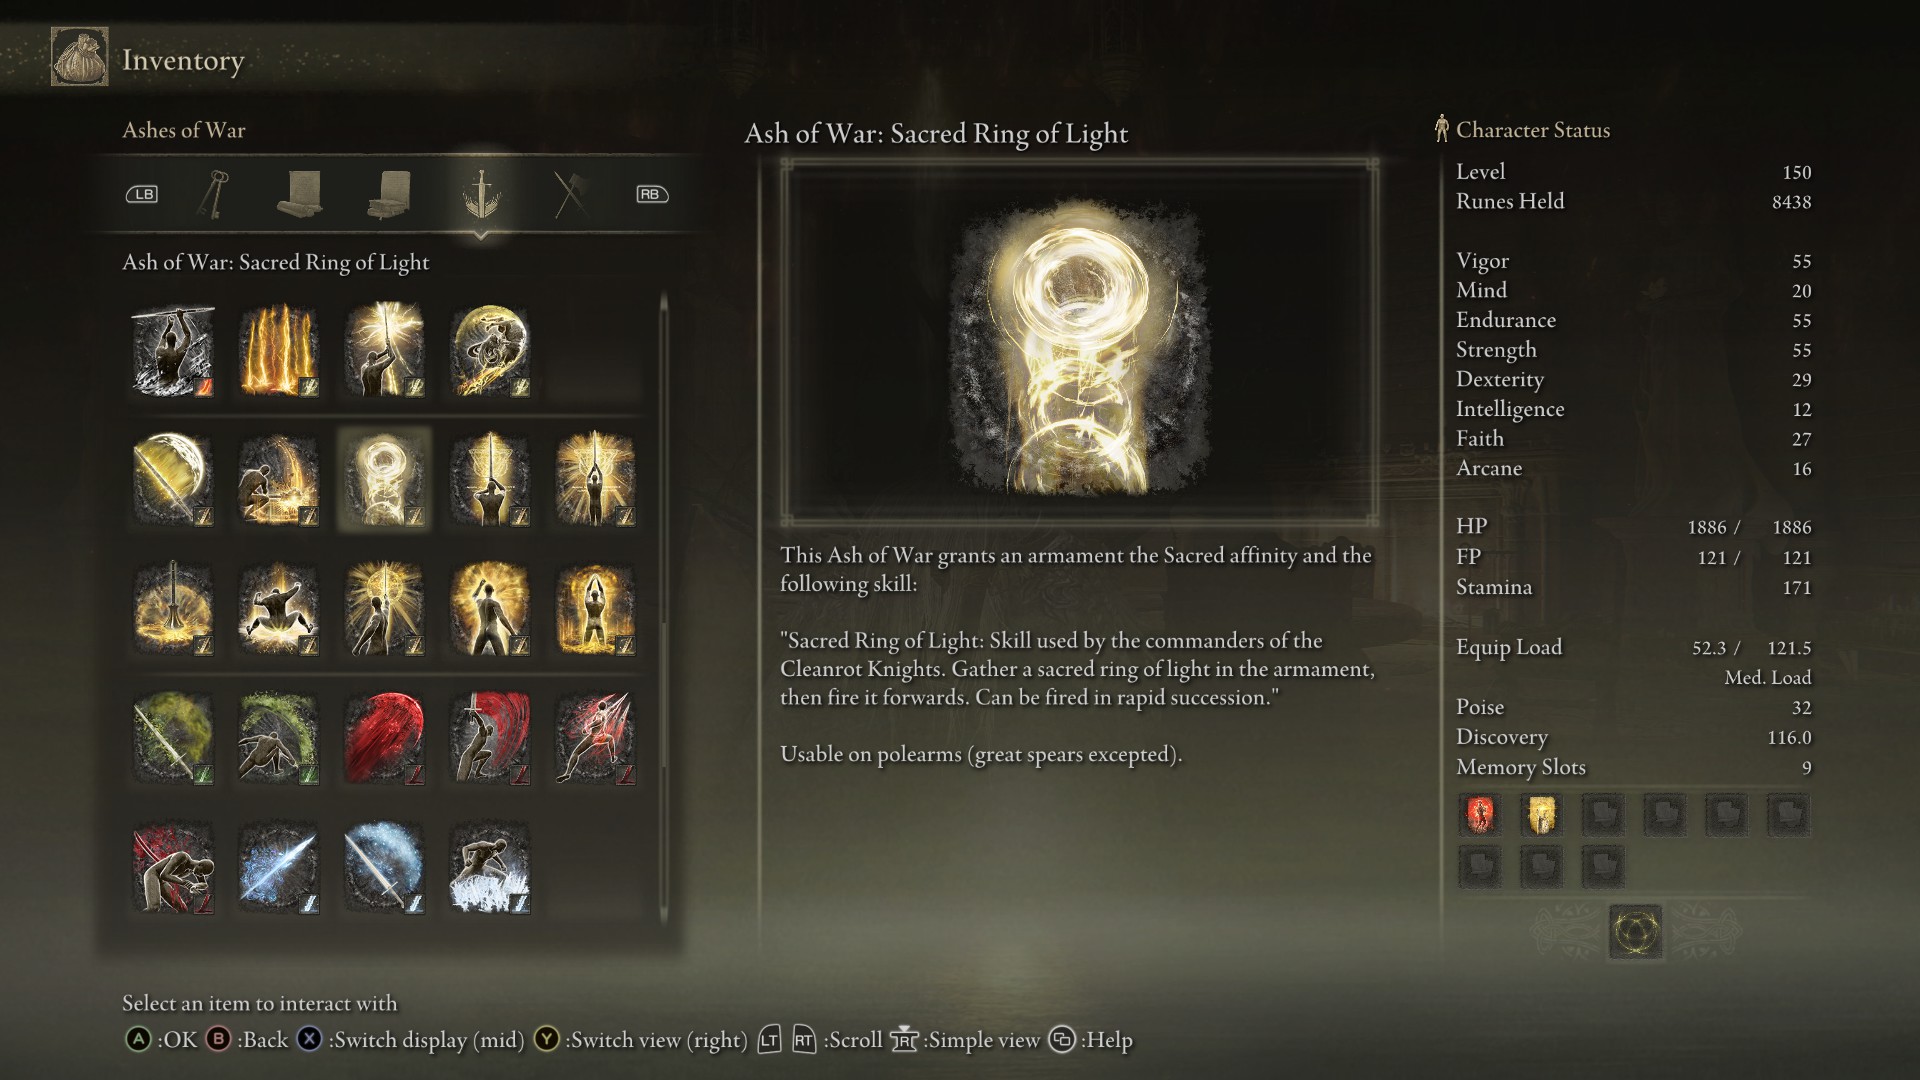 Inventory
Ashes of War
LB
RB
Ash of War: Sacred Ring of Light
Ash of War: Sacred Ring of Light
This Ash of War grants an armament the Sacred affinity and the
following skill:
"Sacred Ring of Light: Skill used by the commanders of the
Cleanrot Knights. Gather a sacred ring of light in the armament,
then fire it forwards. Can be fired in rapid succession."
Usable on polearms (great spears excepted).
Character Status
Level 150
Runes Held 8438
Vigor 55
Mind 20
Endurance 55
Strength 55
Dexterity 29
Intelligence 12
Faith 27
Arcane 16
HP 1886 / 1886
FP 121 / 121
Stamina 171
Equip Load 52.3 / 121.5
Med. Load
Poise 32
Discovery 116.0
Memory Slots 9
Select an item to interact with
A :OK B :Back X :Switch display (mid) Y :Switch view (right) LT RT :Scroll R :Simple view :Help